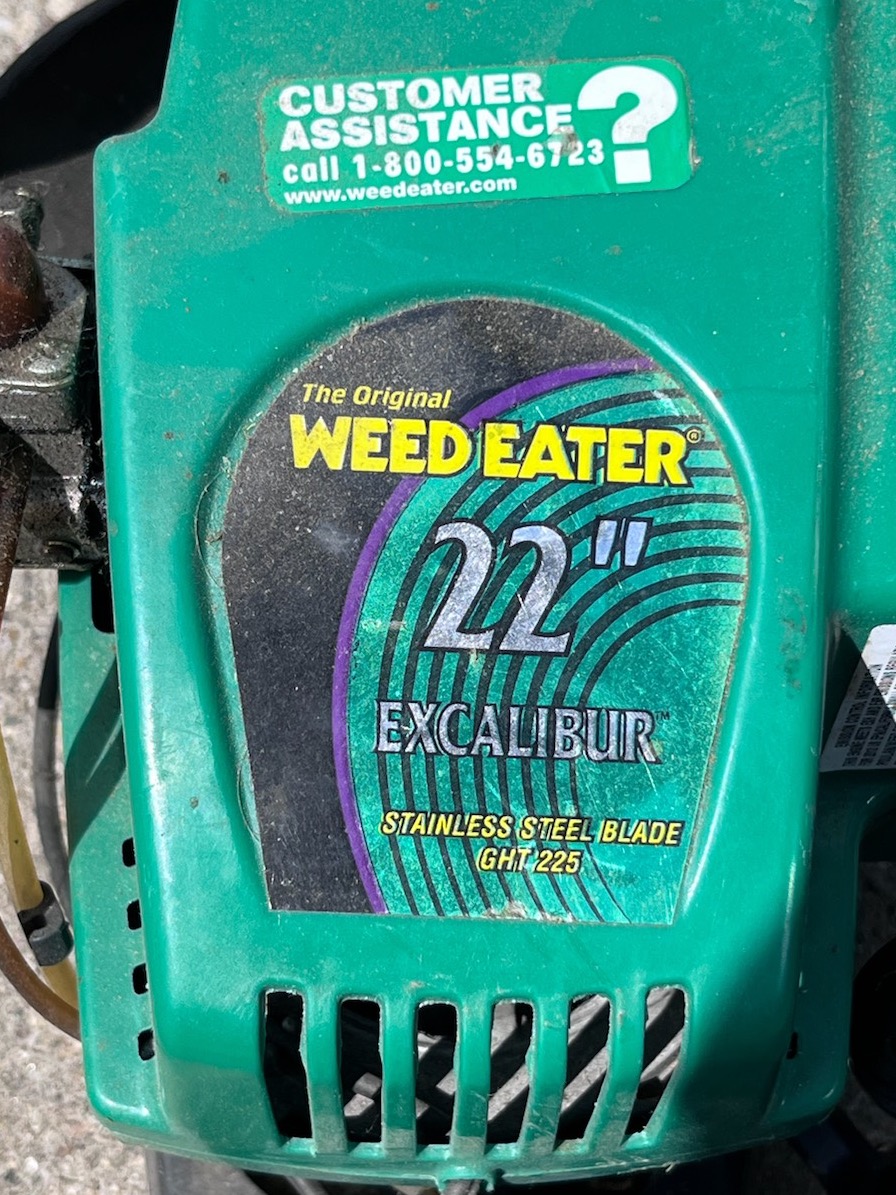 CUSTOMER
ASSISTANCE ?
call 1-800-554-6723
www.weedeater.com
The Original
WEED EATER®
22"
EXCALIBUR™
STAINLESS STEEL BLADE
GHT 225